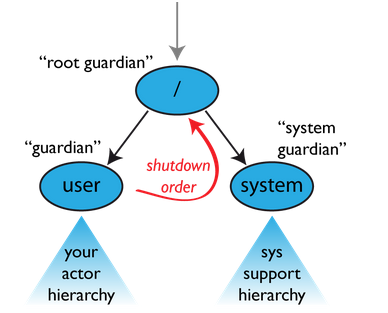 “root guardian”
/
“guardian”
“system
guardian”
shutdown
order
user
system
your
actor
hierarchy
sys
support
hierarchy